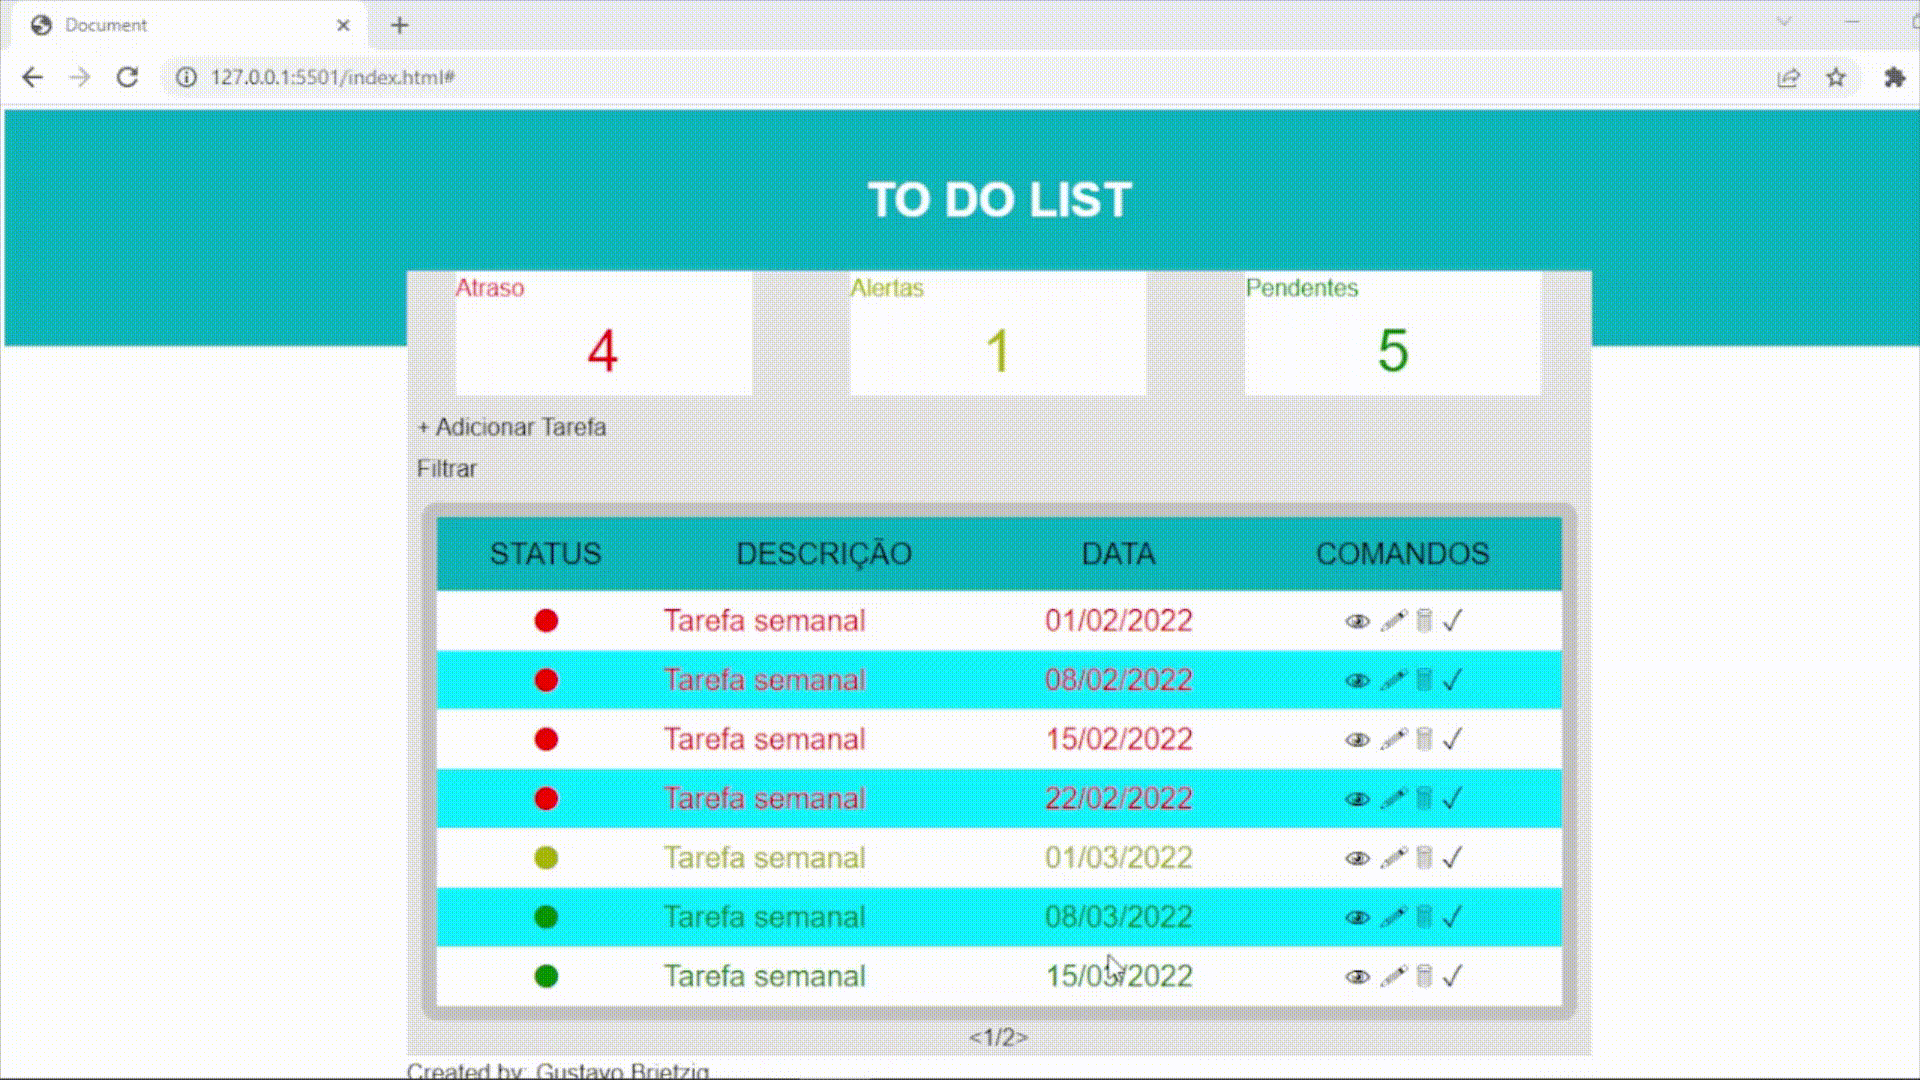 Document
127.0.0.1:5501/index.html#
TO DO LIST
Atraso Alertas Pendentes
4 1 5
+ Adicionar Tarefa
Filtrar
STATUS DESCRIÇÃO DATA COMANDOS
Tarefa semanal 01/02/2022
Tarefa semanal 08/02/2022
Tarefa semanal 15/02/2022
Tarefa semanal 22/02/2022
Tarefa semanal 01/03/2022
Tarefa semanal 08/03/2022
Tarefa semanal 15/03/2022
<1/2>
Created by: Gustavo Brietzig